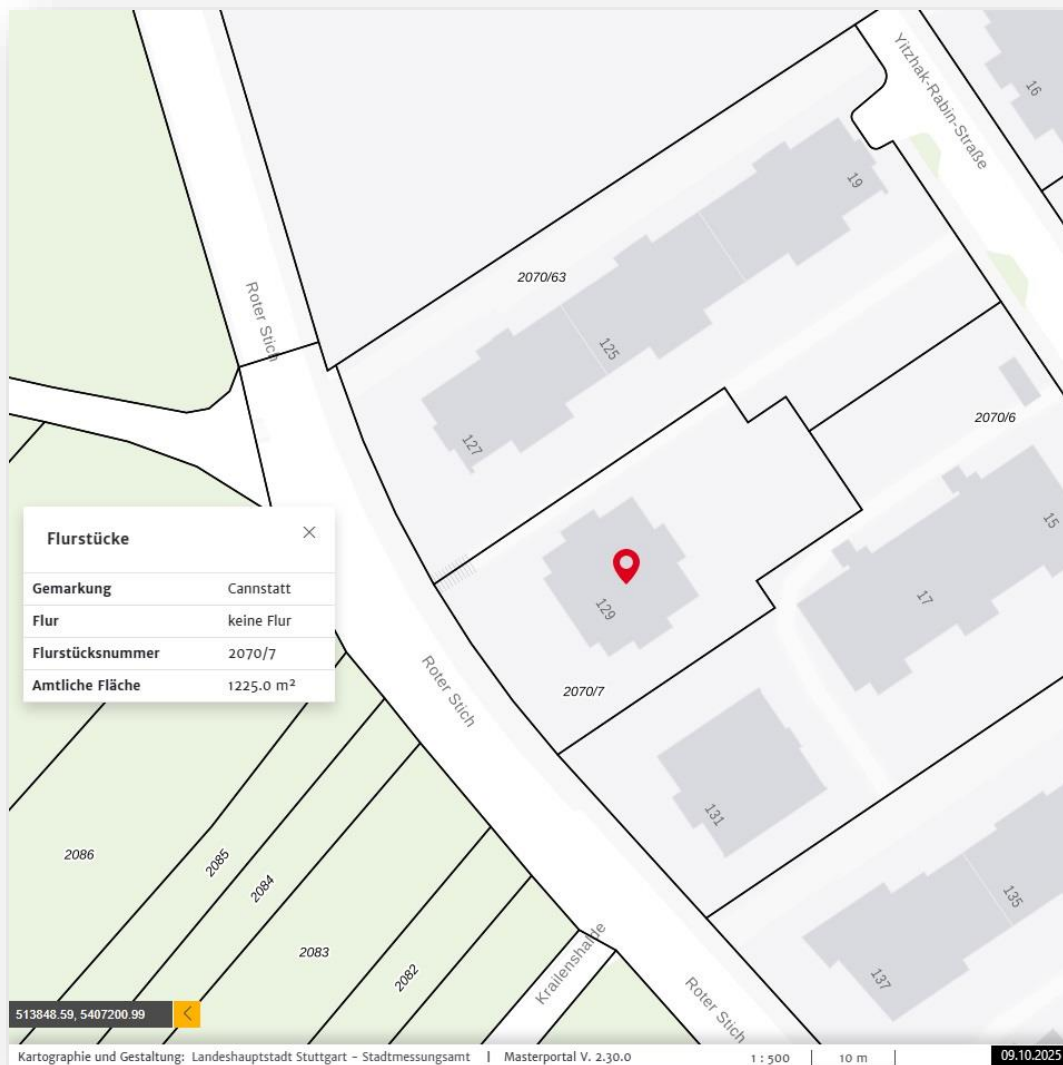 Yitzhak-Rabin-Straße
16
19
2070/63
Roter Stich
125
127
2070/6
15
17
129
2070/7
Roter Stich
131
135
137
Roter Stich
Krailenshalde
2086
2085
2084
2083
2082
Flurstücke
Gemarkung Cannstatt
Flur keine Flur
Flurstücksnummer 2070/7
Amtliche Fläche 1225.0 m²
513848.59, 5407200.99
Kartographie und Gestaltung: Landeshauptstadt Stuttgart - Stadtmessungsamt | Masterportal V. 2.30.0 1 : 500 10 m 09.10.2025